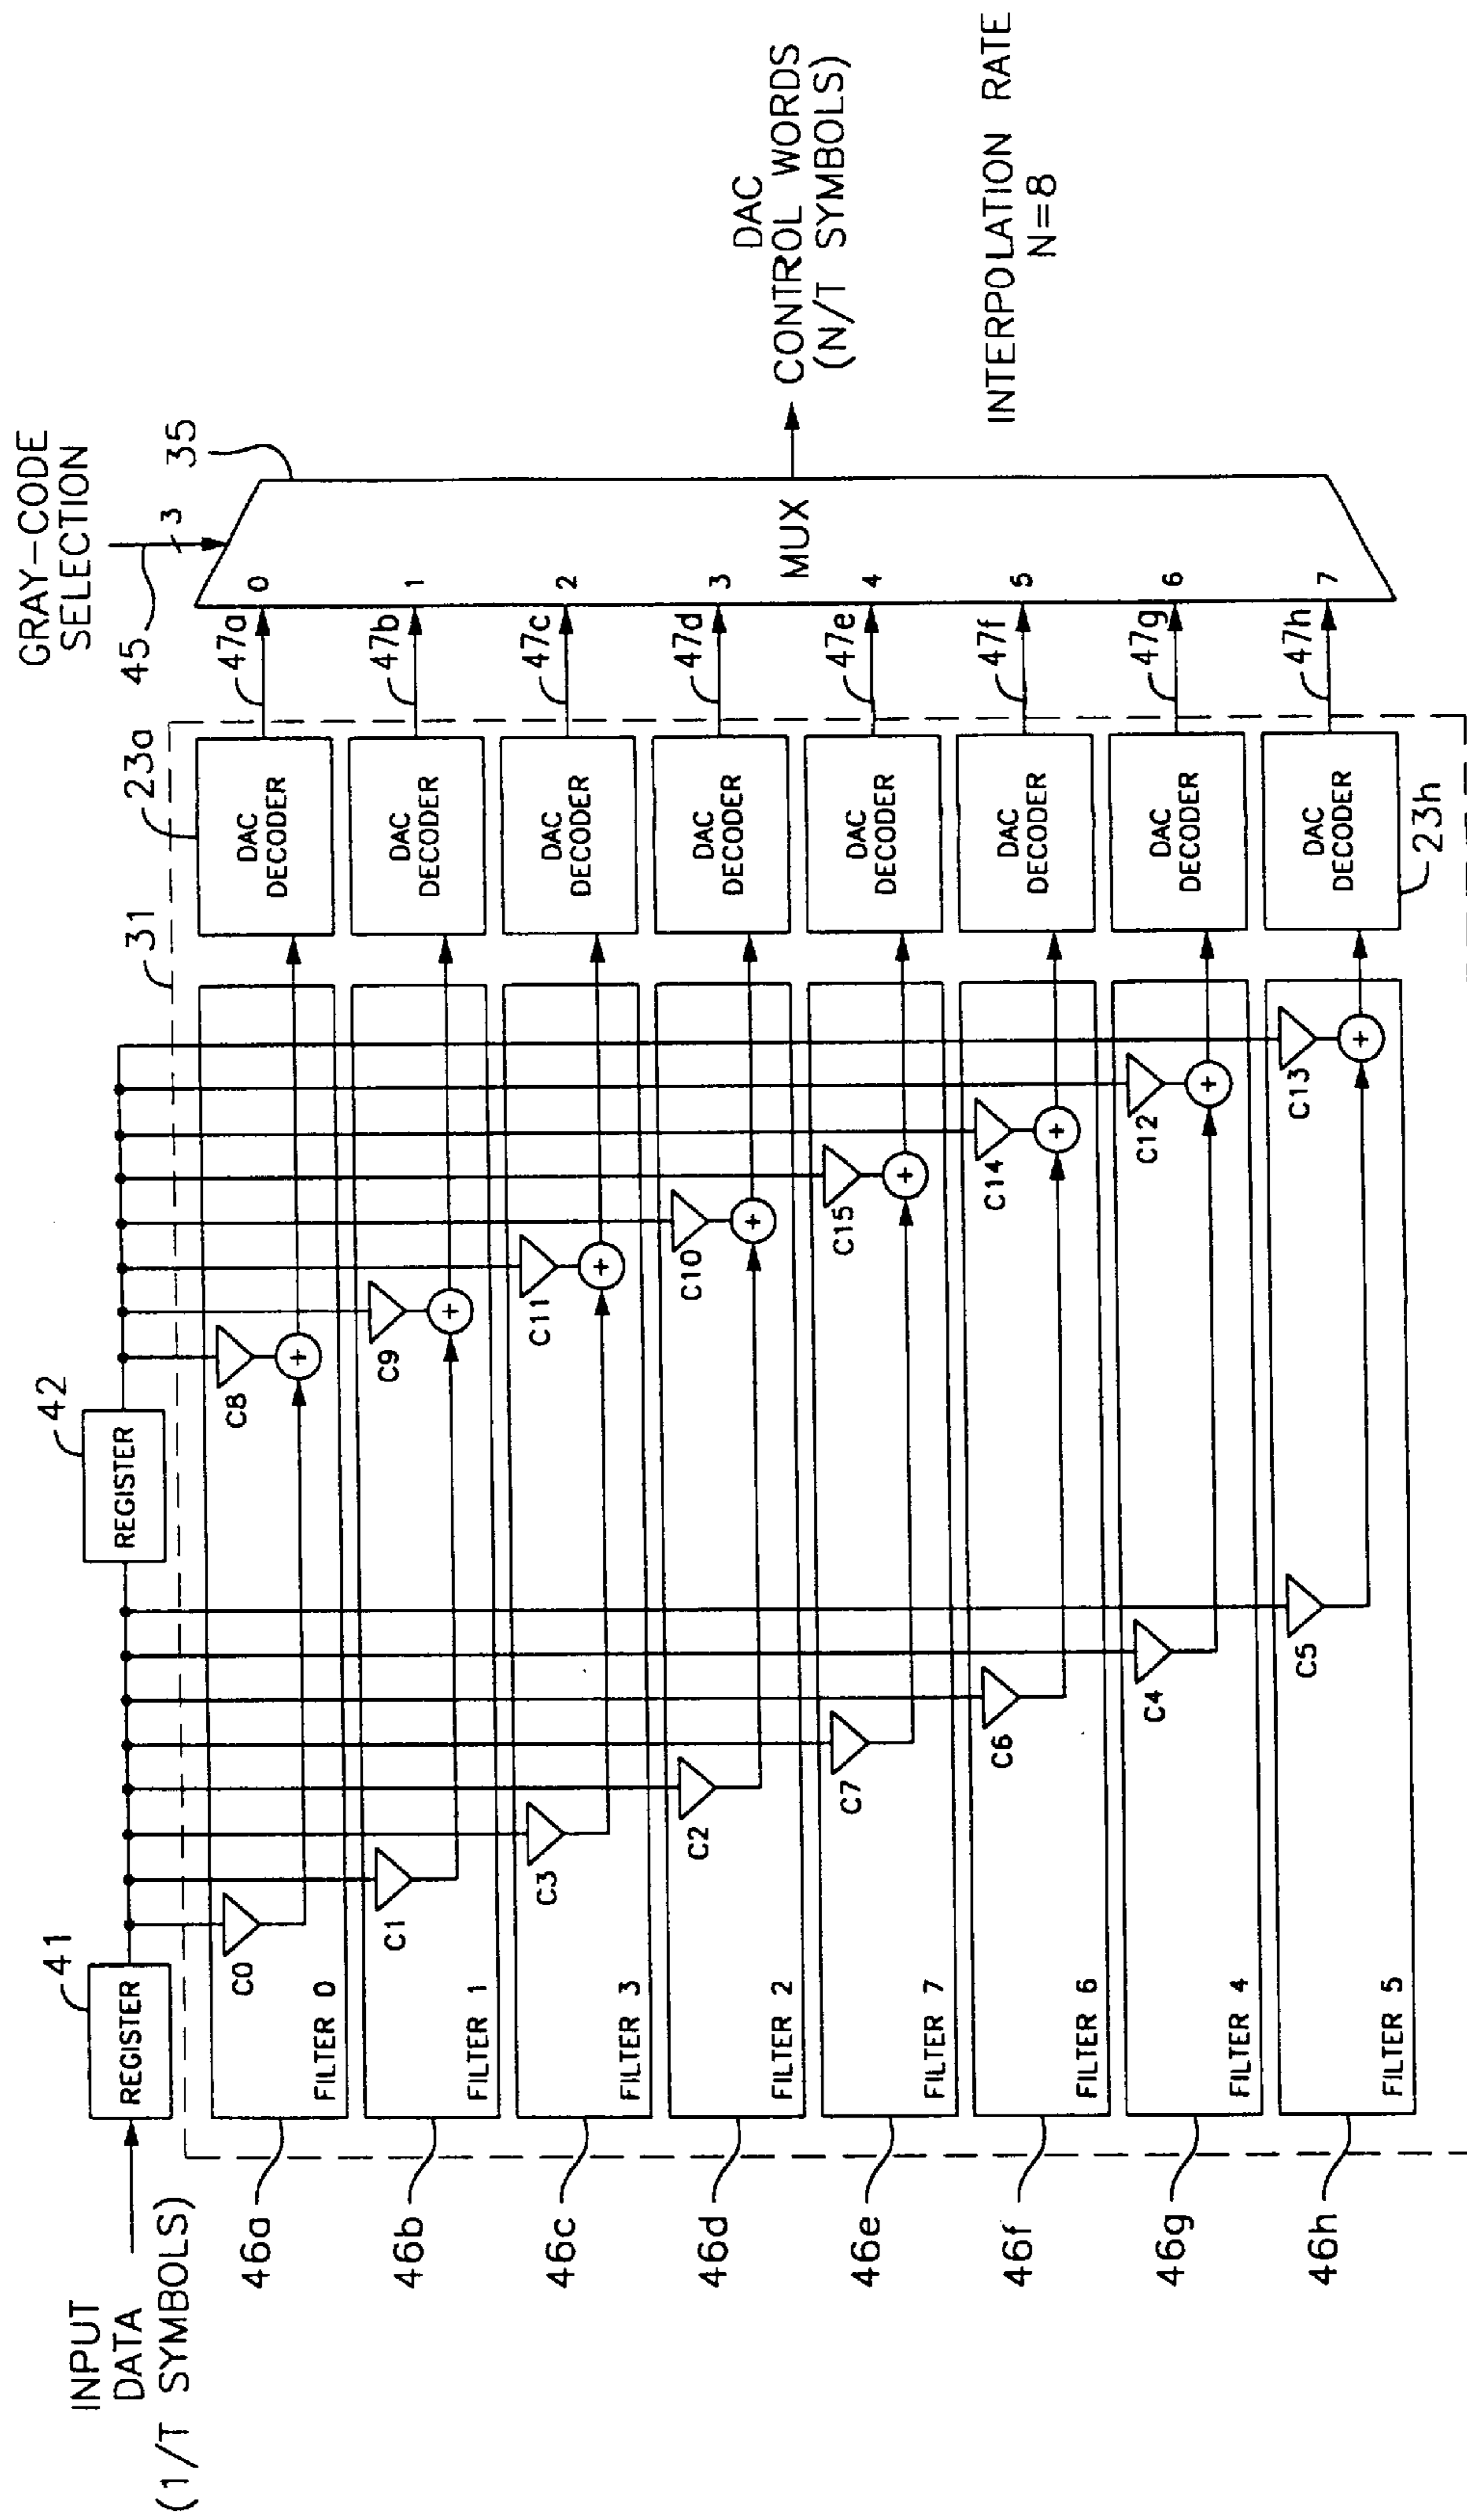 GRAY-CODE
SELECTION
45
3
35
INPUT
DATA
(1/T SYMBOLS)
41
REGISTER
42
REGISTER
31
23a
46a
FILTER 0
C0
C8
+
DAC
DECODER
47a
0
46b
FILTER 1
C1
C9
+
DAC
DECODER
47b
1
46c
FILTER 3
C3
C11
+
DAC
DECODER
47c
2
46d
FILTER 2
C2
C10
+
DAC
DECODER
47d
3
46e
FILTER 7
C7
C15
+
DAC
DECODER
47e
4
46f
FILTER 6
C6
C14
+
DAC
DECODER
47f
5
46g
FILTER 4
C4
C12
+
DAC
DECODER
47g
6
46h
FILTER 5
C5
C13
+
DAC
DECODER
47h
7
23h
MUX
DAC
CONTROL WORDS
(N/T SYMBOLS)
INTERPOLATION RATE
N=8